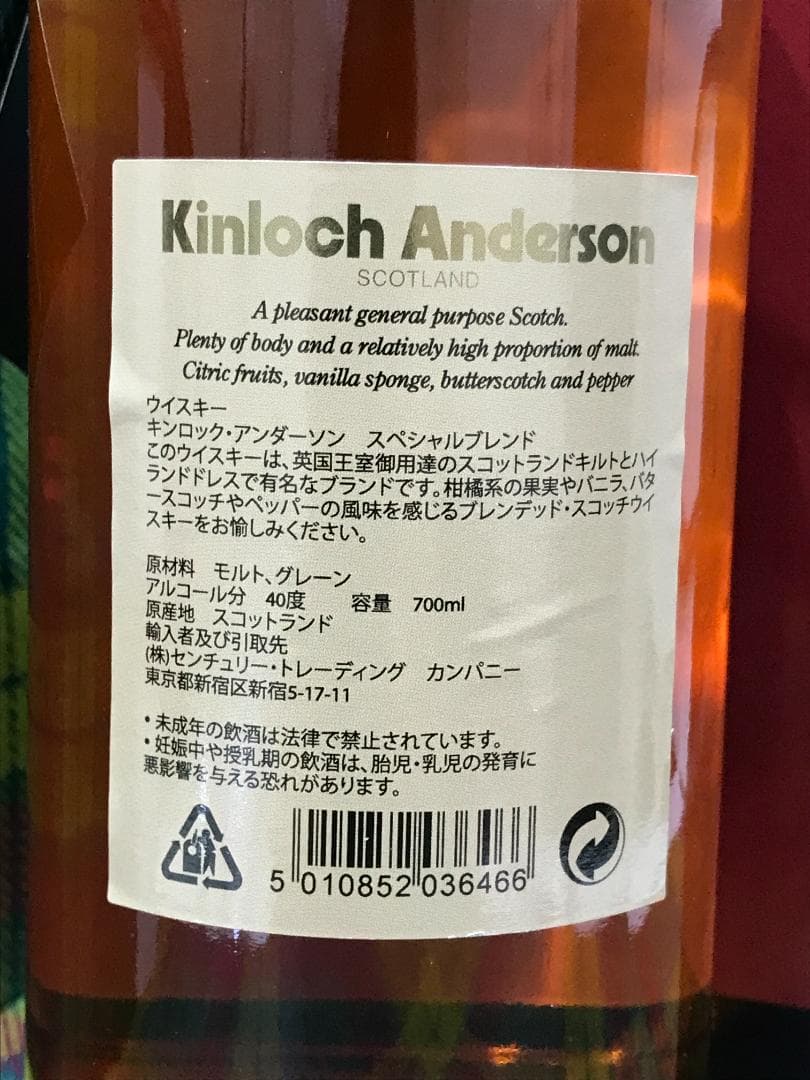 Kinloch Anderson
SCOTLAND
A pleasant general purpose Scotch.
Plenty of body and a relatively high proportion of malt.
Citric fruits, vanilla sponge, butterscotch and pepper
ウイスキー
キンロック・アンダーソン　スペシャルブレンド
このウイスキーは、英国王室御用達のスコットランドキルトとハイ
ランドドレスで有名なブランドです。柑橘系の果実やバニラ、バタ
ースコッチやペッパーの風味を感じるブレンデッド・スコッチウイ
スキーをお愉しみください。
原材料　モルト、グレーン
アルコール分　40度　　容量　700ml
原産地　スコットランド
輸入者及び引取先
(株)センチュリー・トレーディング　カンパニー
東京都新宿区新宿5-17-11
・未成年の飲酒は法律で禁止されています。
・妊娠中や授乳期の飲酒は、胎児・乳児の発育に
悪影響を与える恐れがあります。
5 010852 036466